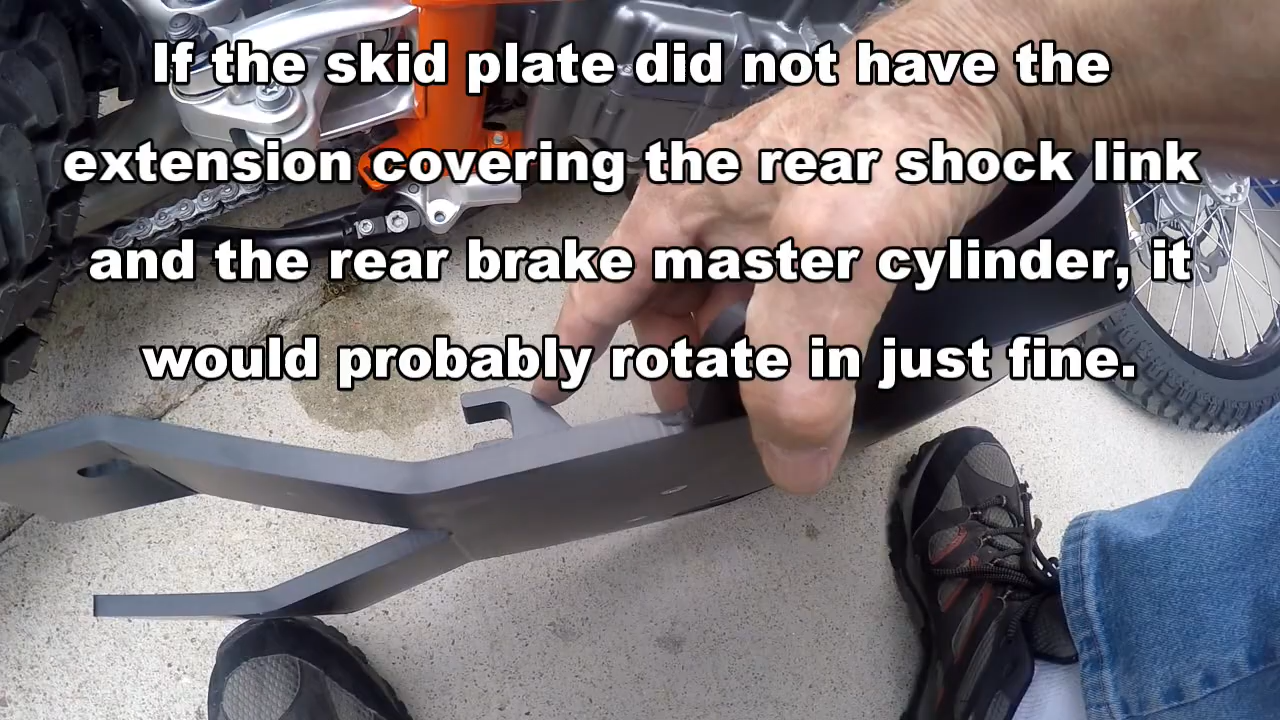 If the skid plate did not have the
extension covering the rear shock link
and the rear brake master cylinder, it
would probably rotate in just fine.